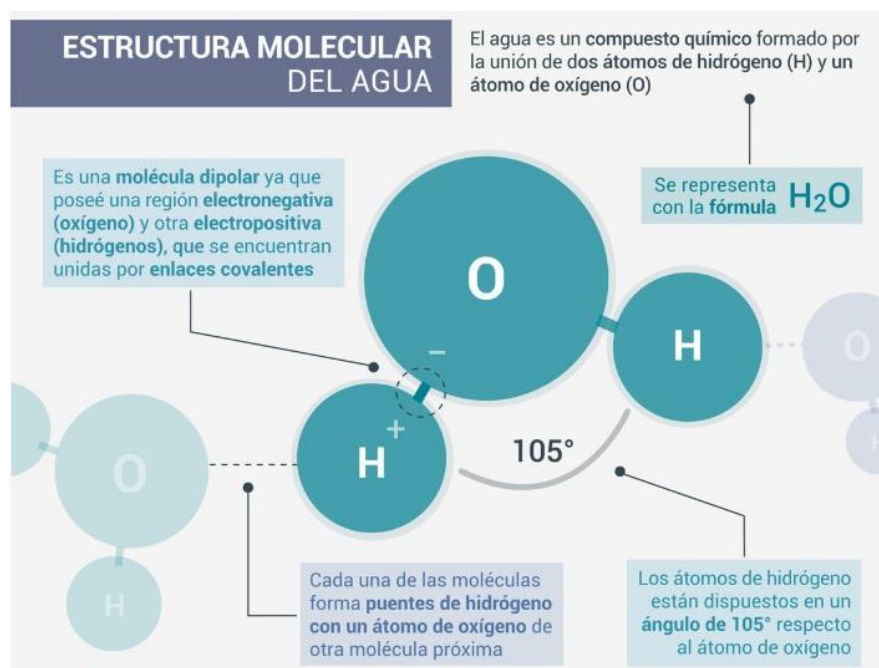 ESTRUCTURA MOLECULAR
DEL AGUA
El agua es un compuesto químico formado por
la unión de dos átomos de hidrógeno (H) y un
átomo de oxígeno (O)
Es una molécula dipolar ya que
poseé una región electronegativa
(oxígeno) y otra electropositiva
(hidrógenos), que se encuentran
unidas por enlaces covalentes
Se representa
con la fórmula H₂O
O
H
O
H
−
+
H
105°
O
H
Cada una de las moléculas
forma puentes de hidrógeno
con un átomo de oxígeno de
otra molécula próxima
Los átomos de hidrógeno
están dispuestos en un
ángulo de 105° respecto
al átomo de oxígeno